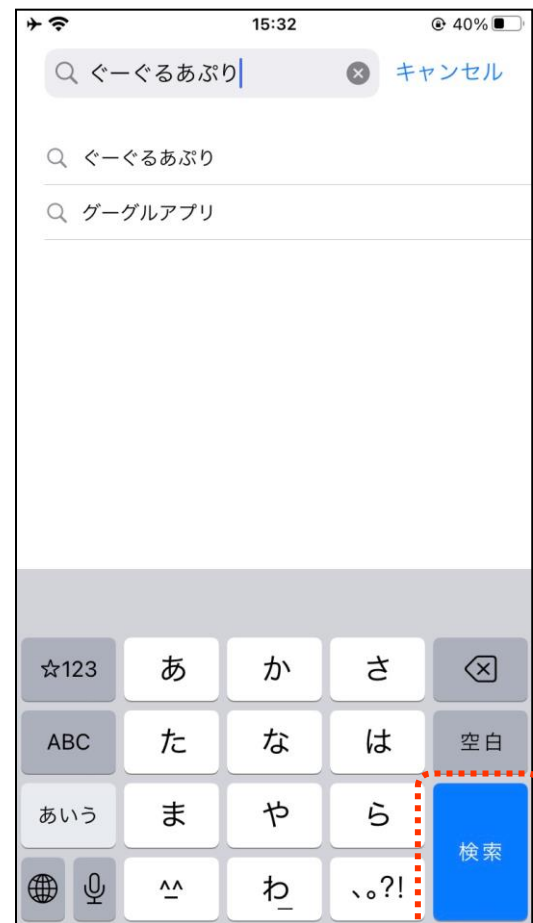 15:32 40%
ぐーぐるあぷり キャンセル
ぐーぐるあぷり
グーグルアプリ
☆123 あ か さ
ABC た な は 空白
あいう ま や ら 検索
^^ わ 、。?!